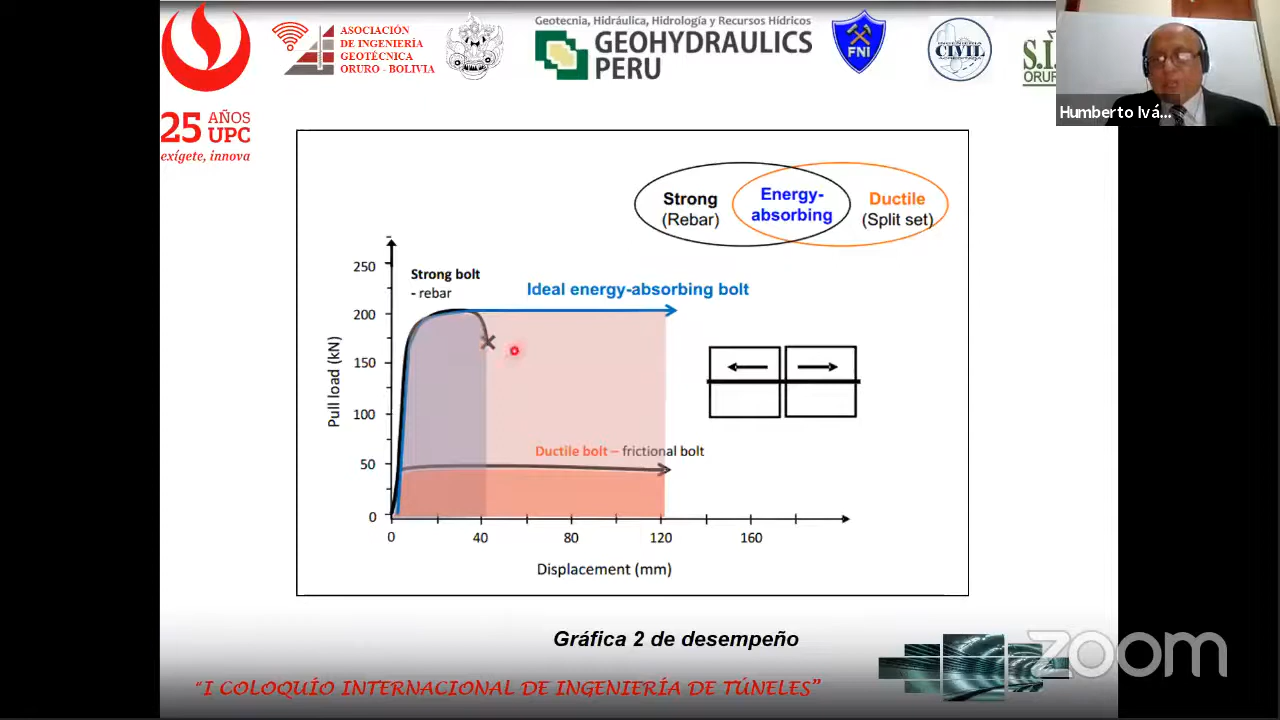 25 AÑOS UPC
exígete, innova
ASOCIACIÓN
DE INGENIERÍA
GEOTÉCNICA
ORURO - BOLIVIA
Geotecnia, Hidráulica, Hidrología y Recursos Hídricos
GEOHYDRAULICS
PERU
FNI
CIVIL
ORUR
Humberto Ivá...
Strong
(Rebar)
Energy-
absorbing
Ductile
(Split set)
Strong bolt
- rebar
Ideal energy-absorbing bolt
Ductile bolt – frictional bolt
Pull load (kN)
250
200
150
100
50
0
0 40 80 120 160
Displacement (mm)
Gráfica 2 de desempeño
"I COLOQUÍO INTERNACIONAL DE INGENIERÍA DE TÚNELES"
zoom